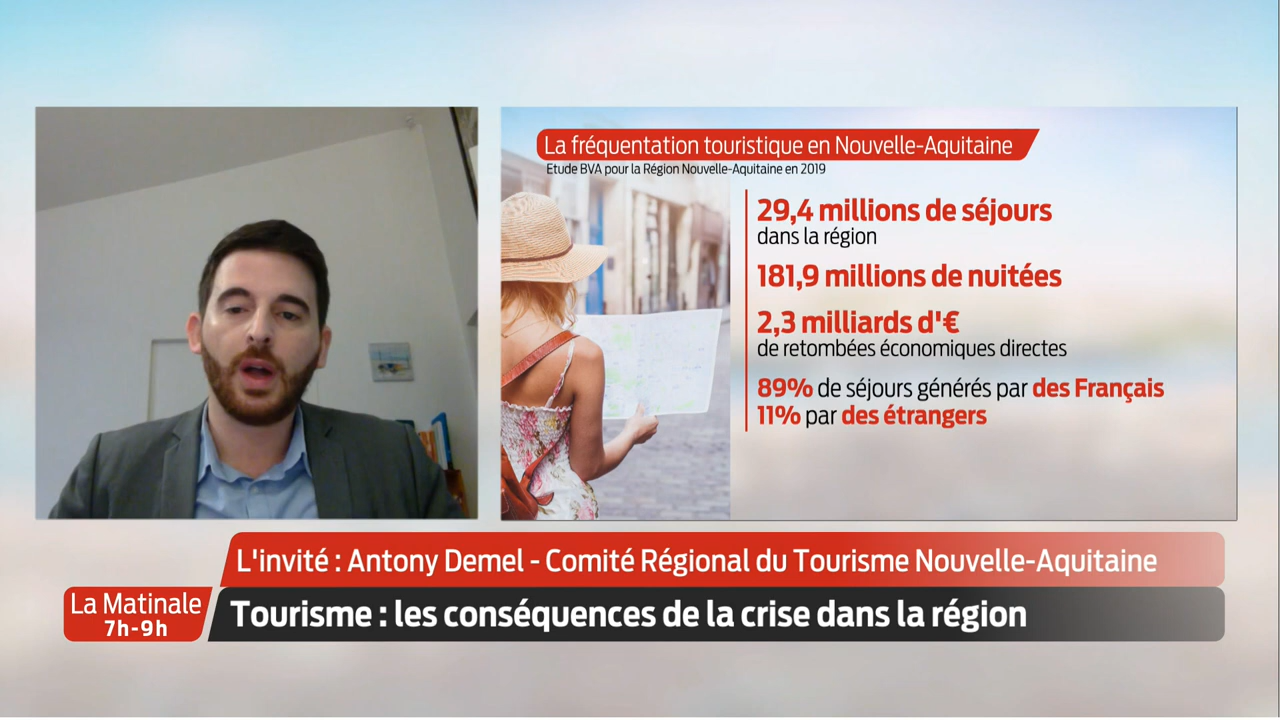 La fréquentation touristique en Nouvelle-Aquitaine
Etude BVA pour la Région Nouvelle-Aquitaine en 2019
29,4 millions de séjours
dans la région
181,9 millions de nuitées
2,3 milliards d'€
de retombées économiques directes
89% de séjours générés par des Français
11% par des étrangers
L'invité : Antony Demel - Comité Régional du Tourisme Nouvelle-Aquitaine
La Matinale
7h-9h
Tourisme : les conséquences de la crise dans la région